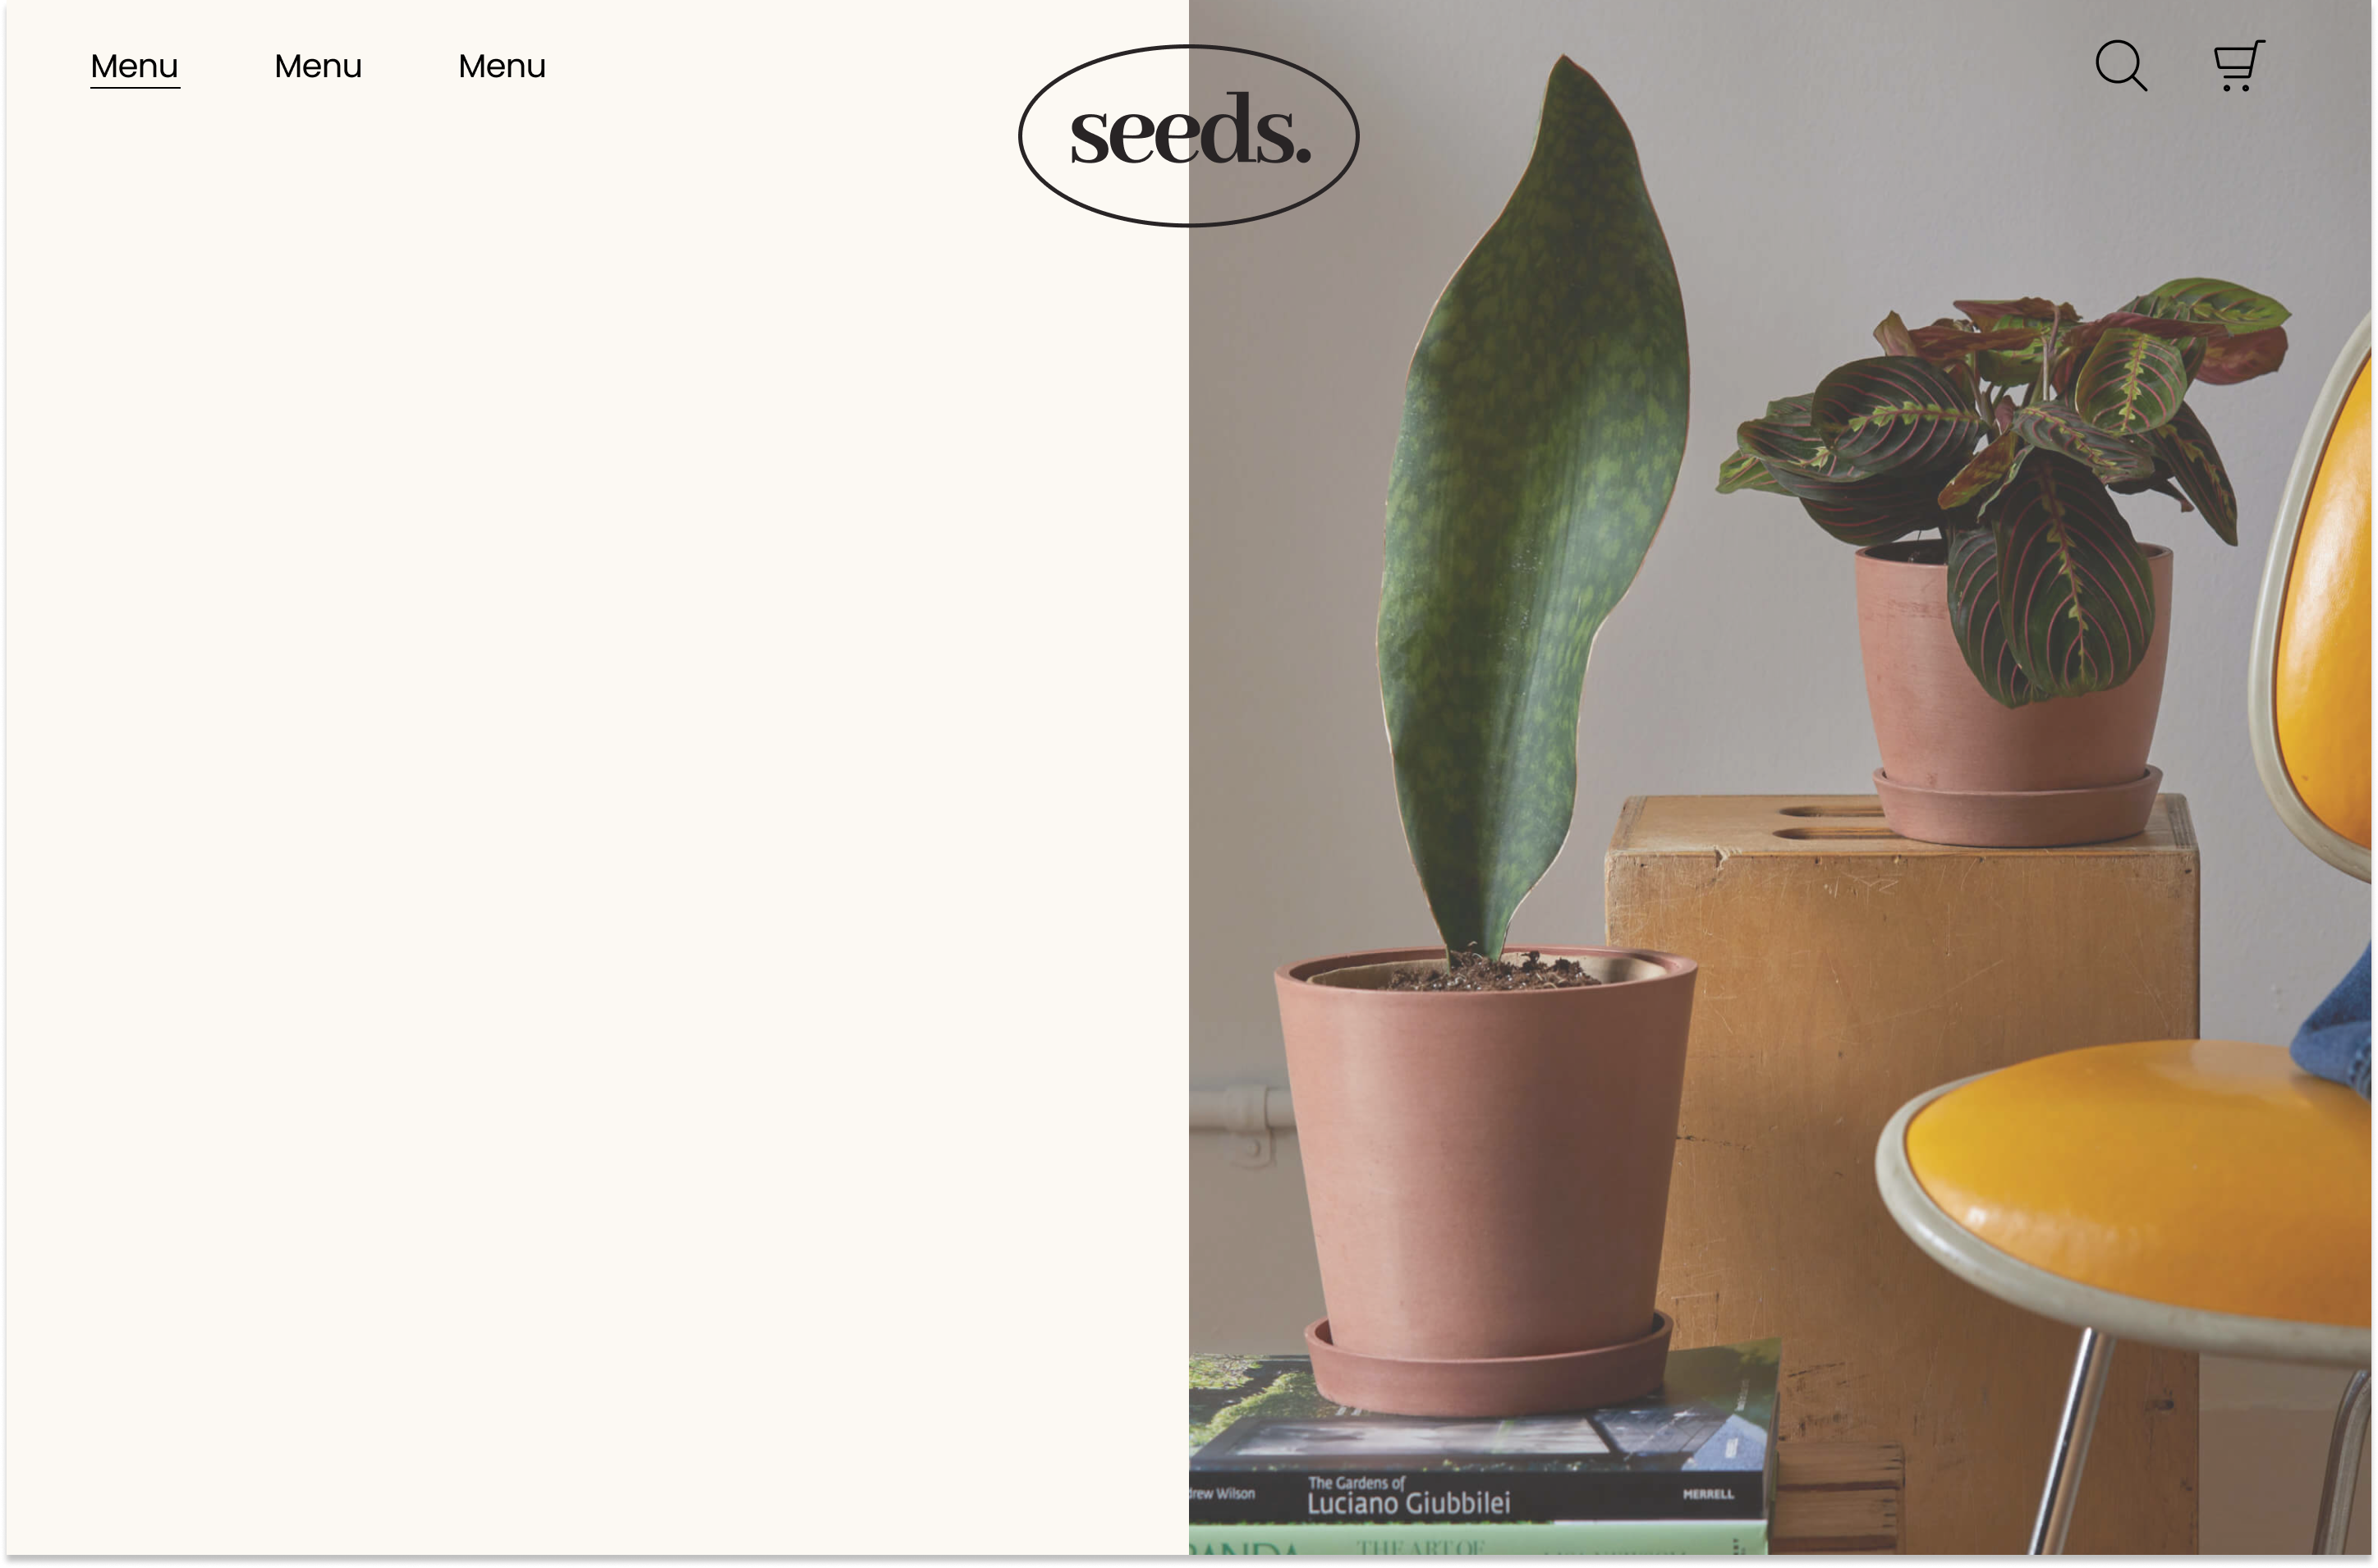 Menu Menu Menu
seeds.
drew Wilson
The Gardens of
Luciano Giubbilei
MERRELL
THE ART OF